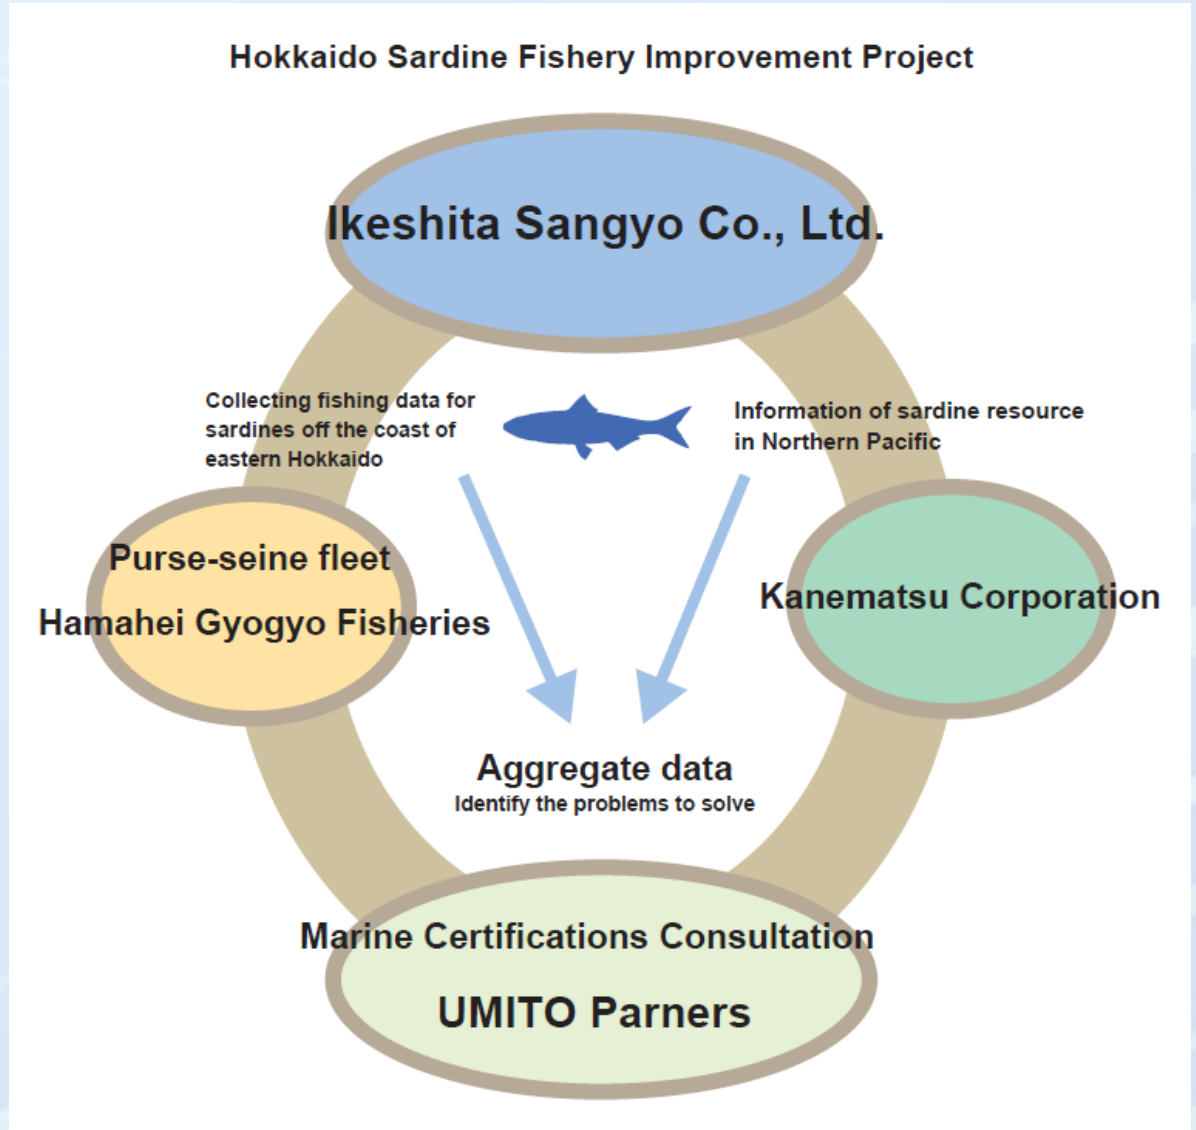 Hokkaido Sardine Fishery Improvement Project
Ikeshita Sangyo Co., Ltd.
Collecting fishing data for
sardines off the coast of
eastern Hokkaido
Information of sardine resource
in Northern Pacific
Purse-seine fleet
Hamahei Gyogyo Fisheries
Kanematsu Corporation
Aggregate data
Identify the problems to solve
Marine Certifications Consultation
UMITO Parners